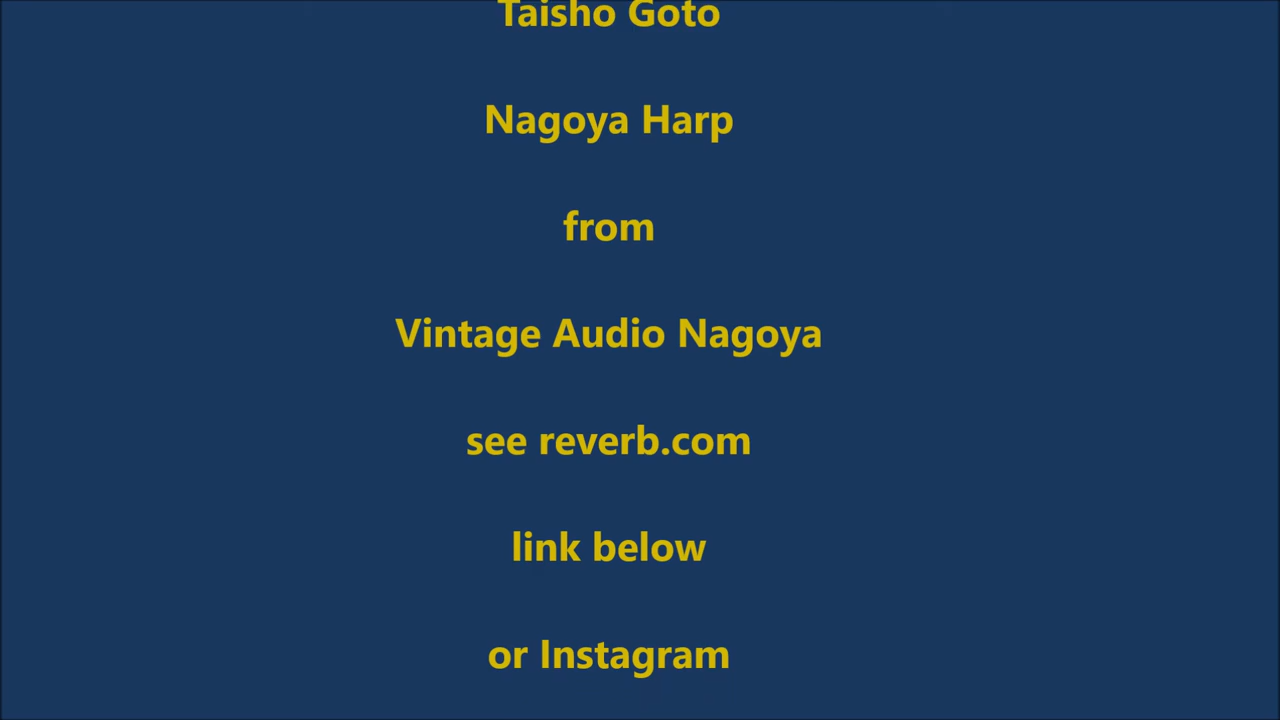 Taisho Goto
Nagoya Harp
from
Vintage Audio Nagoya
see reverb.com
link below
or Instagram